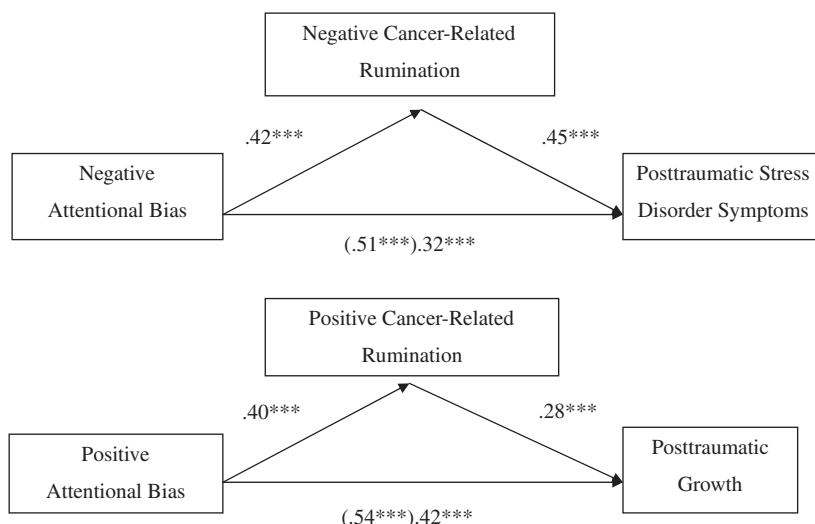 Negative Cancer-Related
Rumination
.42***
.45***
Negative
Attentional Bias
Posttraumatic Stress
Disorder Symptoms
(.51***).32***
Positive Cancer-Related
Rumination
.40***
.28***
Positive
Attentional Bias
Posttraumatic
Growth
(.54***).42***